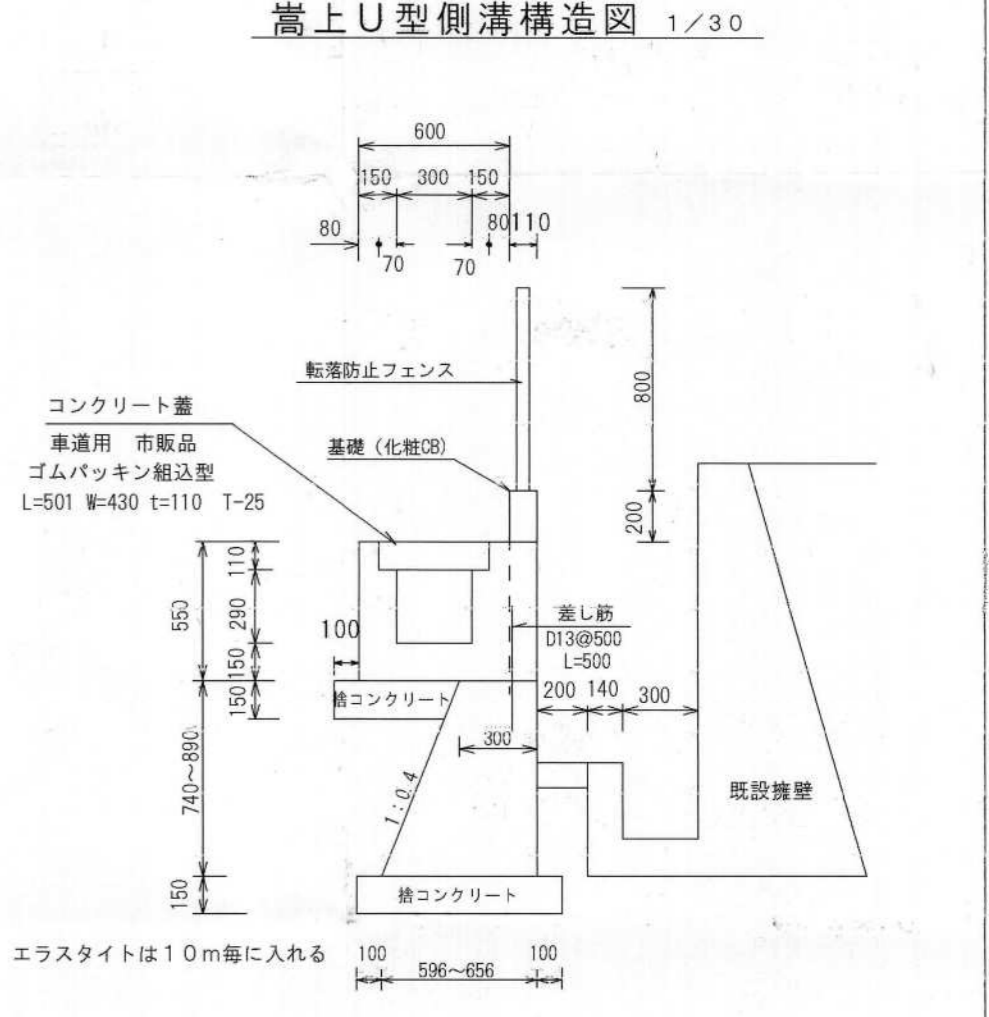 嵩上U型側溝構造図 1/30
600
150 300 150
80 80 110
70 70
転落防止フェンス
800
コンクリート蓋
車道用 市販品
ゴムパッキン組込型
L=501 W=430 t=110 T-25
基礎（化粧CB）
200
110
550
290
100
差し筋
D13@500
L=500
150
150
捨コンクリート
200 140 300
300
740～890
1：0.4
既設擁壁
150
捨コンクリート
エラスタイトは10m毎に入れる
100 100
596～656